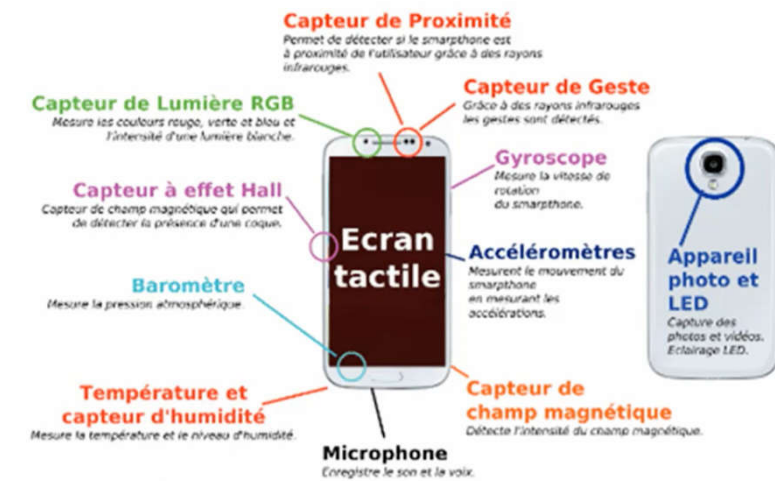 Capteur de Proximité
Permet de détecter si le smarpthone est
à proximité de l'utilisateur grâce à des rayons
infrarouges.
Capteur de Geste
Grâce à des rayons infrarouges
les gestes sont détectés.
Capteur de Lumière RGB
Mesure les couleurs rouge, verte et bleu et
l'intensité d'une lumière blanche.
Gyroscope
Mesure la vitesse de
rotation
du smarpthone.
Capteur à effet Hall
Capteur de champ magnétique qui permet
de détecter la présence d'une coque.
Ecran
tactile
Accéléromètres
Mesurent le mouvement du
smarpthone
en mesurant les
accélérations.
Appareil
photo et
LED
Capture des
photos et vidéos.
Eclairage LED.
Baromètre
Mesure la pression atmosphérique.
Température et
capteur d'humidité
Mesure la température et le niveau d'humidité.
Capteur de
champ magnétique
Détecte l'intensité du champ magnétique.
Microphone
Enregistre le son et la voix.